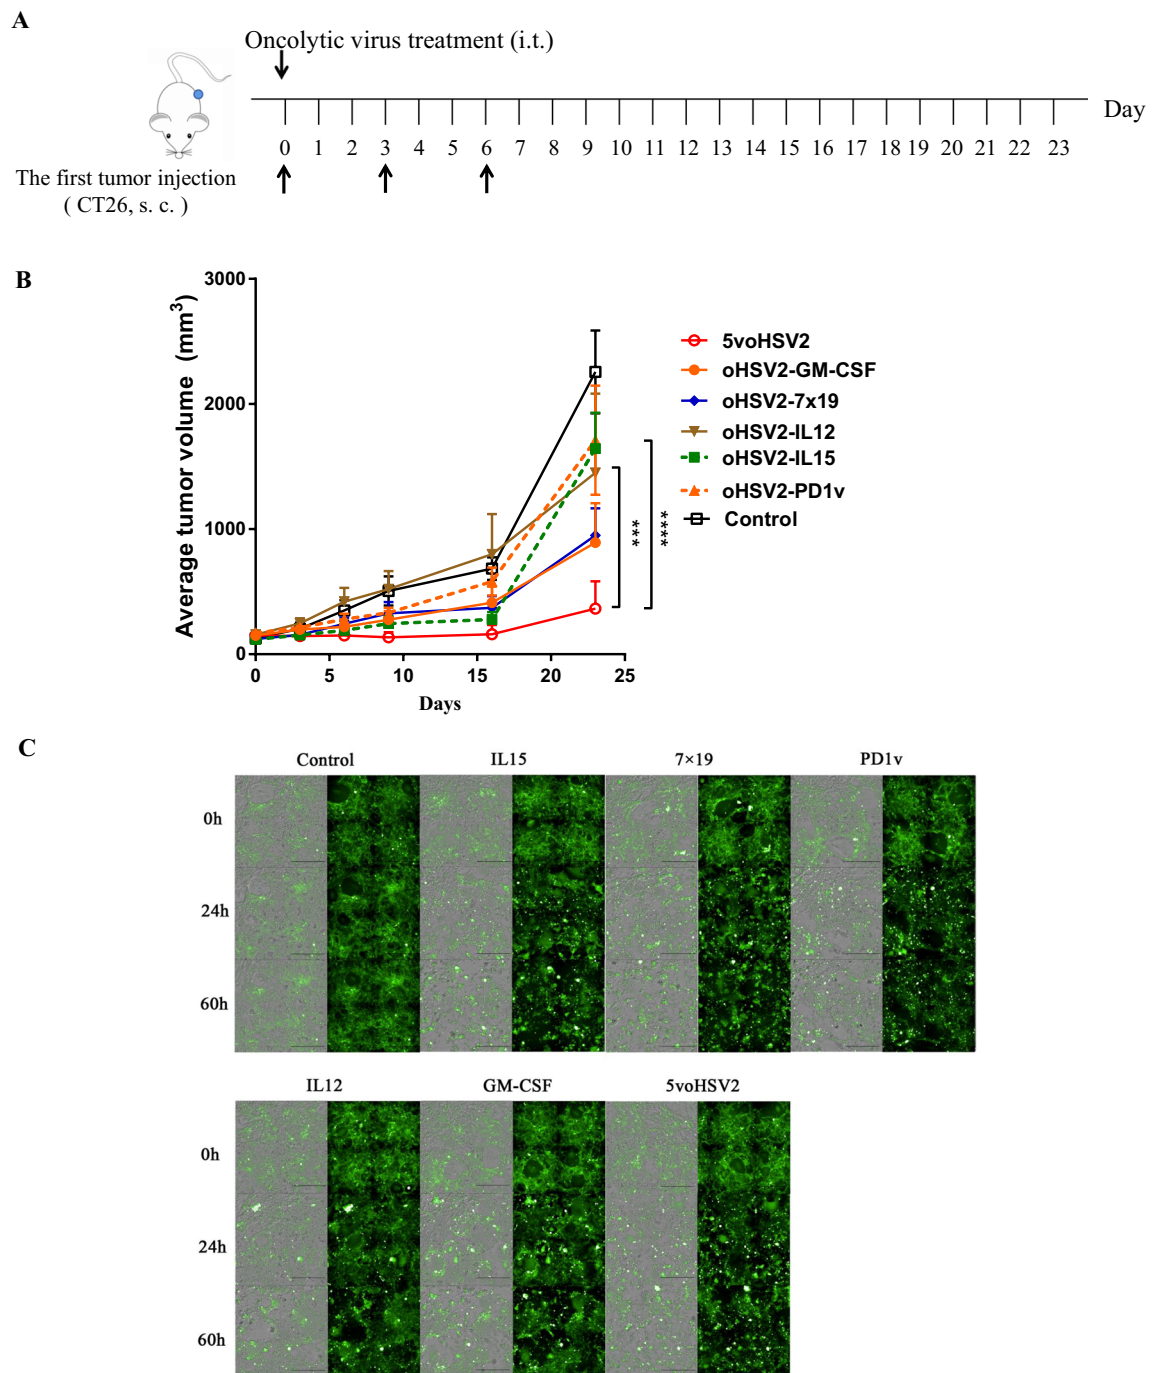 A
Oncolytic virus treatment (i.t.)
Day
0 1 2 3 4 5 6 7 8 9 10 11 12 13 14 15 16 17 18 19 20 21 22 23
The first tumor injection
( CT26, s. c. )
B
Average tumor volume (mm³)
3000
2000
1000
0
0 5 10 15 20 25
Days
5voHSV2
oHSV2-GM-CSF
oHSV2-7x19
oHSV2-IL12
oHSV2-IL15
oHSV2-PD1v
Control
***
****
C
Control IL15 7×19 PD1v
0h
24h
60h
IL12 GM-CSF 5voHSV2
0h
24h
60h